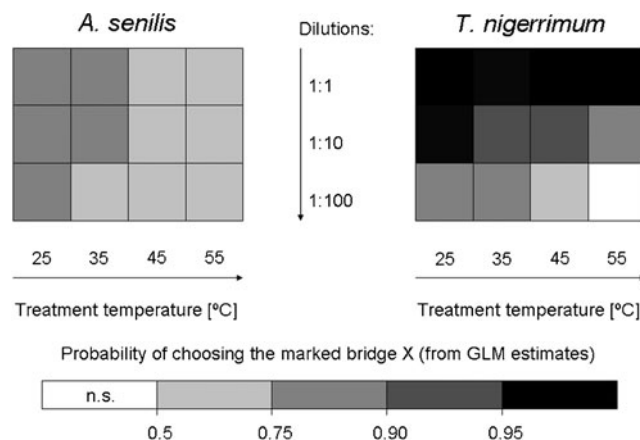 A. senilis
Dilutions:
T. nigerrimum
1:1
1:10
1:100
25 35 45 55
25 35 45 55
Treatment temperature [ºC]
Treatment temperature [ºC]
Probability of choosing the marked bridge X (from GLM estimates)
n.s.
0.5 0.75 0.90 0.95